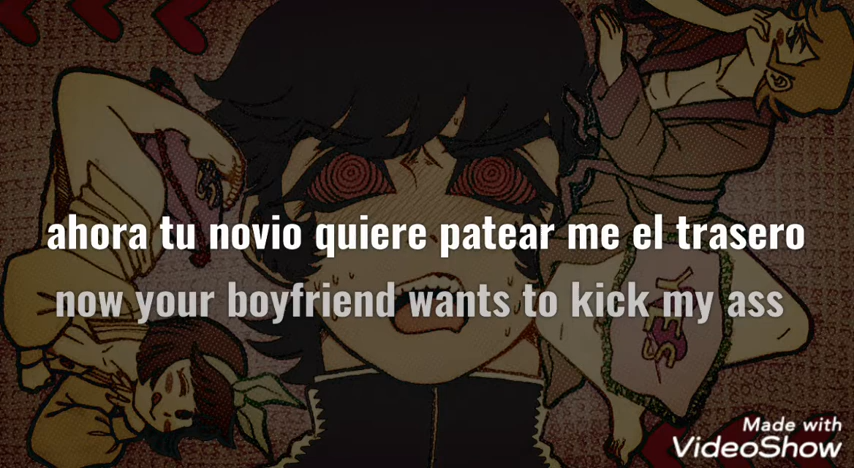 ahora tu novio quiere patear me el trasero
now your boyfriend wants to kick my ass
SEX
Made with
VideoShow